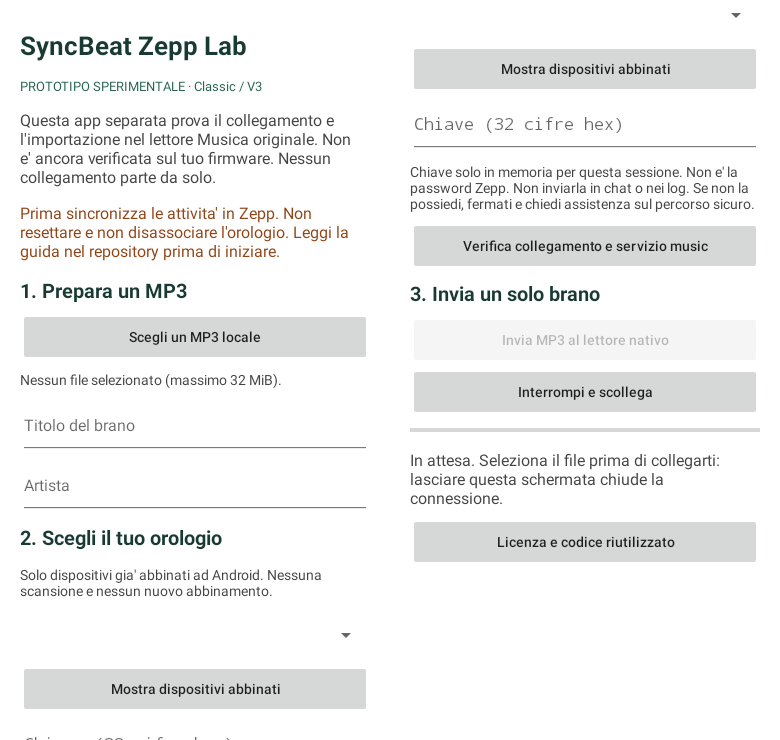 SyncBeat Zepp Lab
PROTOTIPO SPERIMENTALE · Classic / V3
Questa app separata prova il collegamento e
l'importazione nel lettore Musica originale. Non
e' ancora verificata sul tuo firmware. Nessun
collegamento parte da solo.
Prima sincronizza le attivita' in Zepp. Non
resettare e non disassociare l'orologio. Leggi la
guida nel repository prima di iniziare.
1. Prepara un MP3
Scegli un MP3 locale
Nessun file selezionato (massimo 32 MiB).
Titolo del brano
Artista
2. Scegli il tuo orologio
Solo dispositivi gia' abbinati ad Android. Nessuna
scansione e nessun nuovo abbinamento.
Mostra dispositivi abbinati
Mostra dispositivi abbinati
Chiave (32 cifre hex)
Chiave solo in memoria per questa sessione. Non e' la
password Zepp. Non inviarla in chat o nei log. Se non la
possiedi, fermati e chiedi assistenza sul percorso sicuro.
Verifica collegamento e servizio music
3. Invia un solo brano
Invia MP3 al lettore nativo
Interrompi e scollega
In attesa. Seleziona il file prima di collegarti:
lasciare questa schermata chiude la
connessione.
Licenza e codice riutilizzato